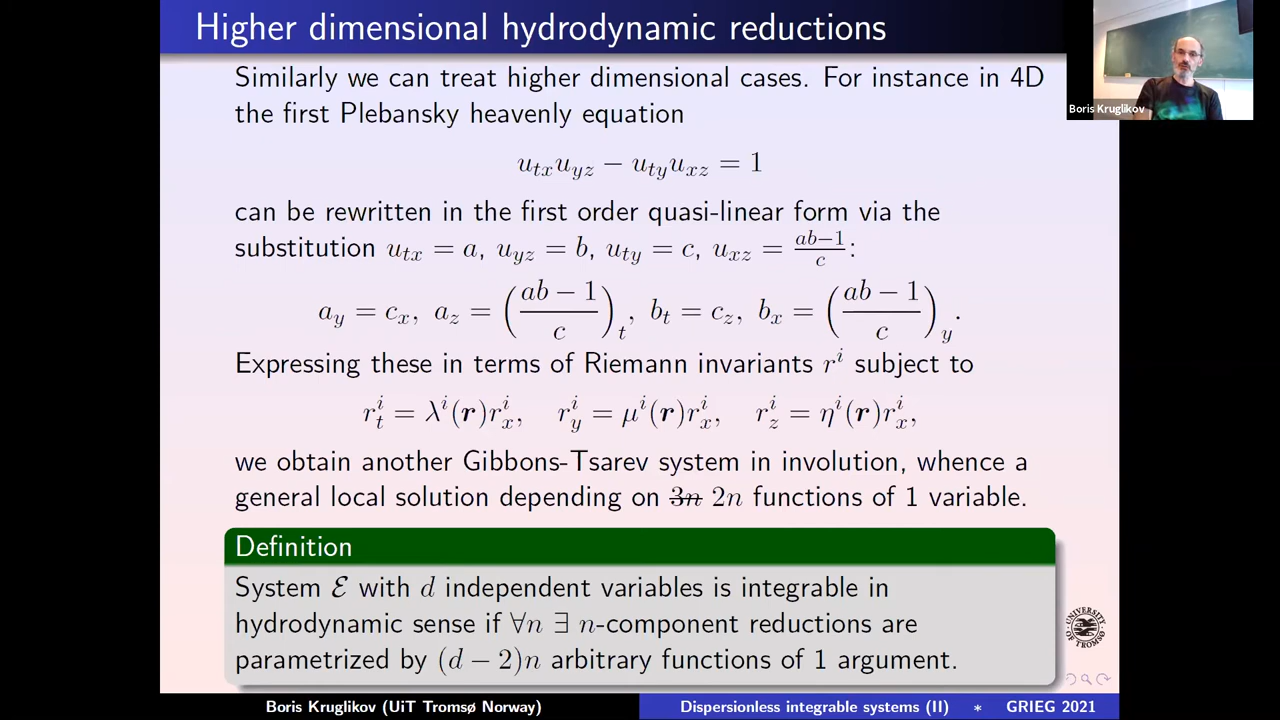 Higher dimensional hydrodynamic reductions
Boris Kruglikov
Similarly we can treat higher dimensional cases. For instance in 4D
the first Plebansky heavenly equation
u_{tx}u_{yz} − u_{ty}u_{xz} = 1
can be rewritten in the first order quasi-linear form via the
substitution u_{tx} = a, u_{yz} = b, u_{ty} = c, u_{xz} = \frac{ab−1}{c}:
a_y = c_x, a_z = (\frac{ab − 1}{c})_t, b_t = c_z, b_x = (\frac{ab − 1}{c})_y.
Expressing these in terms of Riemann invariants r^i subject to
r^i_t = λ^i(r)r^i_x, r^i_y = μ^i(r)r^i_x, r^i_z = η^i(r)r^i_x,
we obtain another Gibbons-Tsarev system in involution, whence a
general local solution depending on 3n 2n functions of 1 variable.
Definition
System ℰ with d independent variables is integrable in
hydrodynamic sense if ∀n ∃ n-component reductions are
parametrized by (d − 2)n arbitrary functions of 1 argument.
UNIVERSITY OF TROMSØ
Boris Kruglikov (UiT Tromsø Norway)
Dispersionless integrable systems (II) * GRIEG 2021